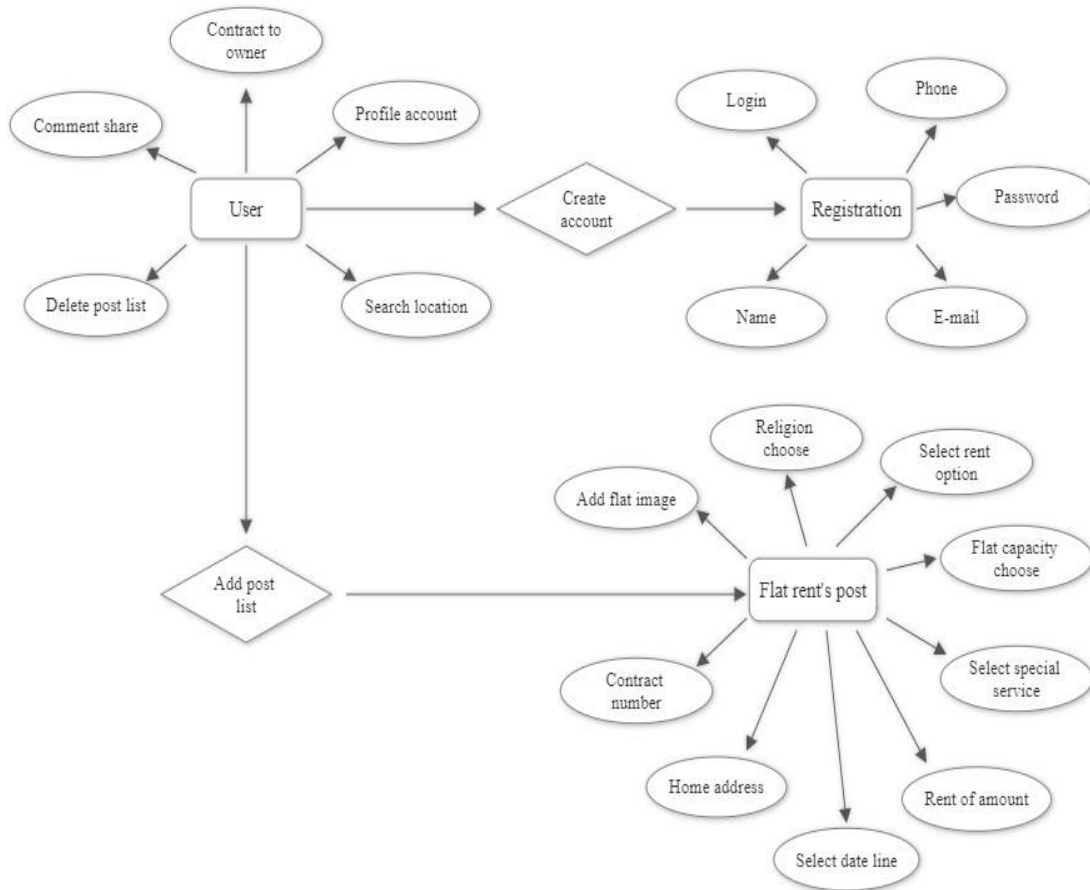 Contract to
owner
Comment share
Profile account
User
Delete post list
Search location
Create
account
Login
Phone
Registration
Password
Name
E-mail
Add post
list
Religion
choose
Select rent
option
Add flat image
Flat capacity
choose
Flat rent's post
Contract
number
Select special
service
Home address
Rent of amount
Select date line